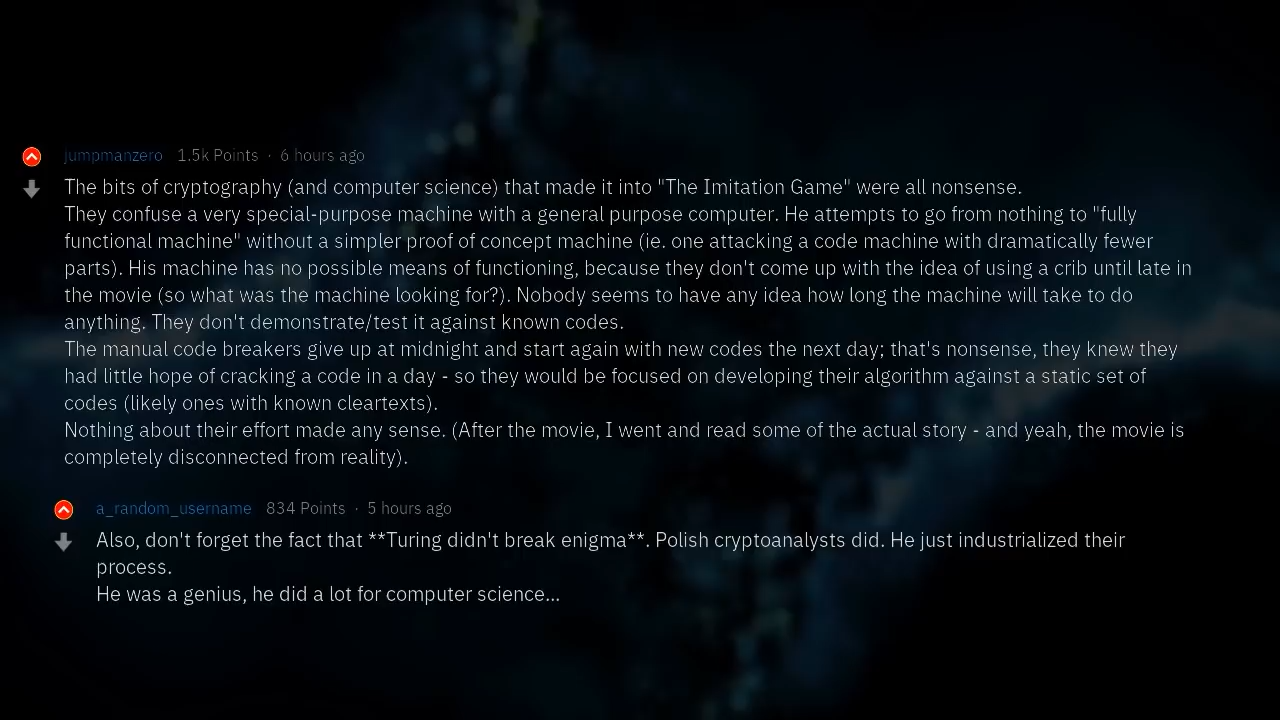 jumpmanzero 1.5k Points · 6 hours ago
The bits of cryptography (and computer science) that made it into "The Imitation Game" were all nonsense.
They confuse a very special-purpose machine with a general purpose computer. He attempts to go from nothing to "fully
functional machine" without a simpler proof of concept machine (ie. one attacking a code machine with dramatically fewer
parts). His machine has no possible means of functioning, because they don't come up with the idea of using a crib until late in
the movie (so what was the machine looking for?). Nobody seems to have any idea how long the machine will take to do
anything. They don't demonstrate/test it against known codes.
The manual code breakers give up at midnight and start again with new codes the next day; that's nonsense, they knew they
had little hope of cracking a code in a day - so they would be focused on developing their algorithm against a static set of
codes (likely ones with known cleartexts).
Nothing about their effort made any sense. (After the movie, I went and read some of the actual story - and yeah, the movie is
completely disconnected from reality).
a_random_username 834 Points · 5 hours ago
Also, don't forget the fact that **Turing didn't break enigma**. Polish cryptoanalysts did. He just industrialized their
process.
He was a genius, he did a lot for computer science...